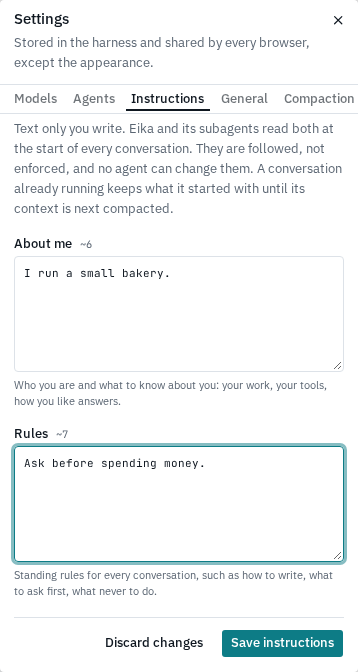 Settings
Stored in the harness and shared by every browser,
except the appearance.
Models Agents Instructions General Compaction
Text only you write. Eika and its subagents read both at
the start of every conversation. They are followed, not
enforced, and no agent can change them. A conversation
already running keeps what it started with until its
context is next compacted.
About me ~6
I run a small bakery.
Who you are and what to know about you: your work, your tools,
how you like answers.
Rules ~7
Ask before spending money.
Standing rules for every conversation, such as how to write, what
to ask first, what never to do.
Discard changes Save instructions